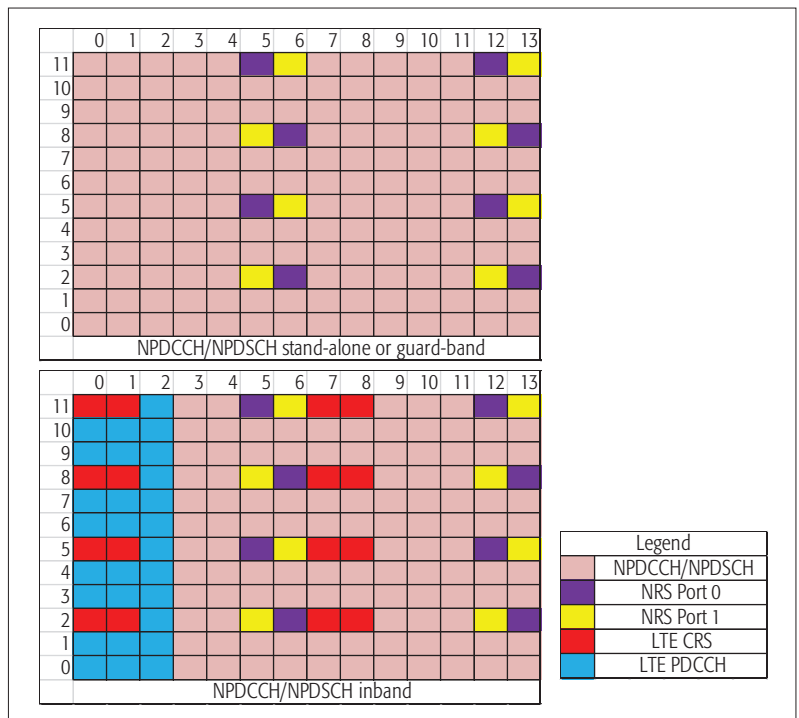 0 1 2 3 4 5 6 7 8 9 10 11 12 13
11
10
9
8
7
6
5
4
3
2
1
0
NPDCCH/NPDSCH stand-alone or guard-band
0 1 2 3 4 5 6 7 8 9 10 11 12 13
11
10
9
8
7
6
5
4
3
2
1
0
NPDCCH/NPDSCH inband
Legend
NPDCCH/NPDSCH
NRS Port 0
NRS Port 1
LTE CRS
LTE PDCCH